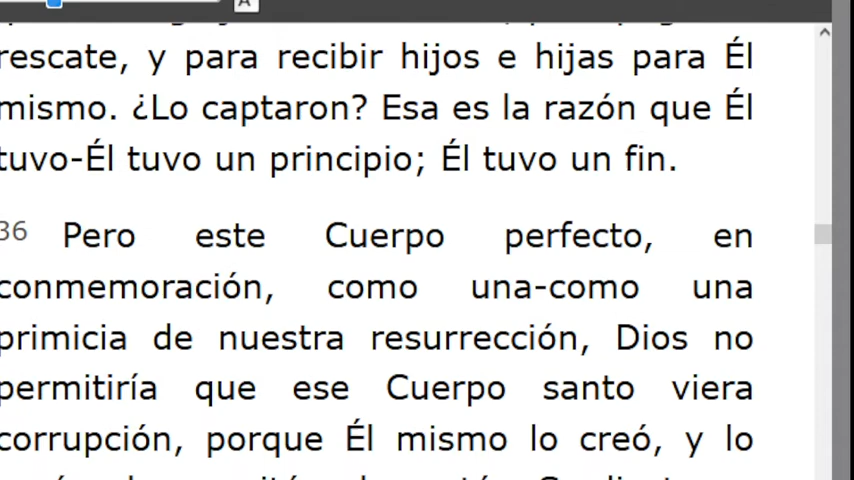 A
rescate, y para recibir hijos e hijas para Él
mismo. ¿Lo captaron? Esa es la razón que Él
tuvo-Él tuvo un principio; Él tuvo un fin.
36 Pero este Cuerpo perfecto, en
conmemoración, como una-como una
primicia de nuestra resurrección, Dios no
permitiría que ese Cuerpo santo viera
corrupción, porque Él mismo lo creó, y lo